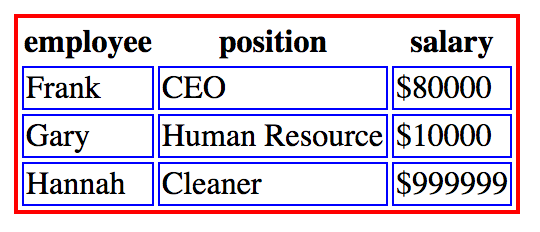 employee position salary
Frank CEO $80000
Gary Human Resource $10000
Hannah Cleaner $999999